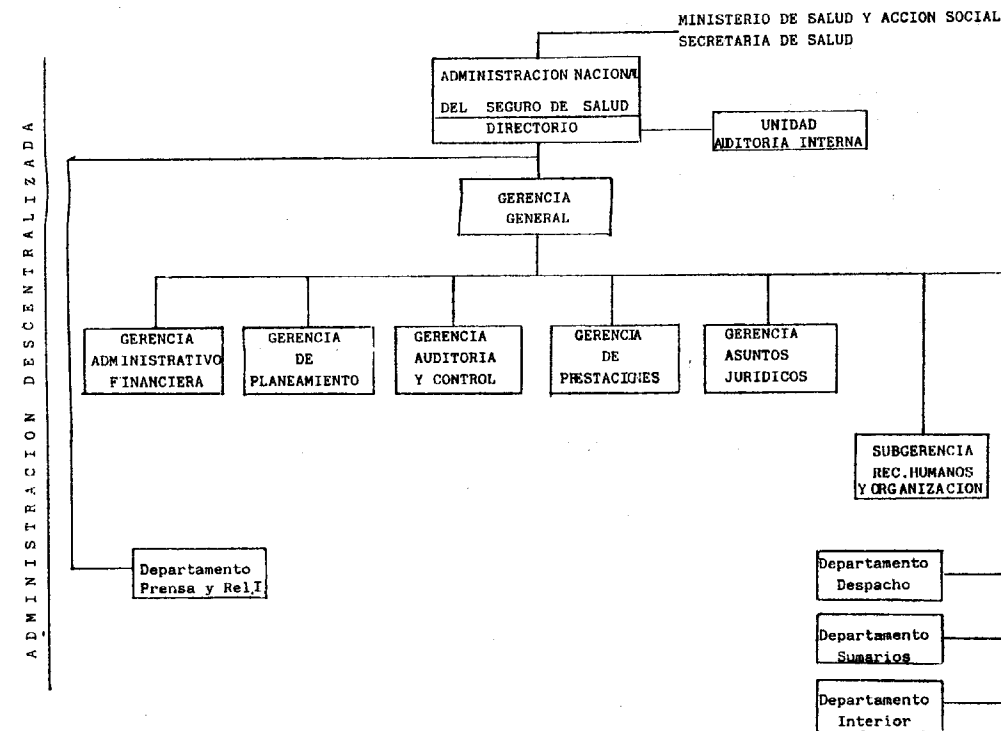 MINISTERIO DE SALUD Y ACCION SOCIAL
SECRETARIA DE SALUD
ADMINISTRACION NACIONAL
DEL SEGURO DE SALUD
DIRECTORIO
UNIDAD
AUDITORIA INTERNA
GERENCIA
GENERAL
GERENCIA
ADMINISTRATIVO
FINANCIERA
GERENCIA
DE
PLANEAMIENTO
GERENCIA
AUDITORIA
Y CONTROL
GERENCIA
DE
PRESTACIONES
GERENCIA
ASUNTOS
JURIDICOS
SUBGERENCIA
REC.HUMANOS
Y ORGANIZACION
Departamento
Prensa y Rel.I
Departamento
Despacho
Departamento
Sumarios
Departamento
Interior
ADMINISTRACION DESCENTRALIZADA